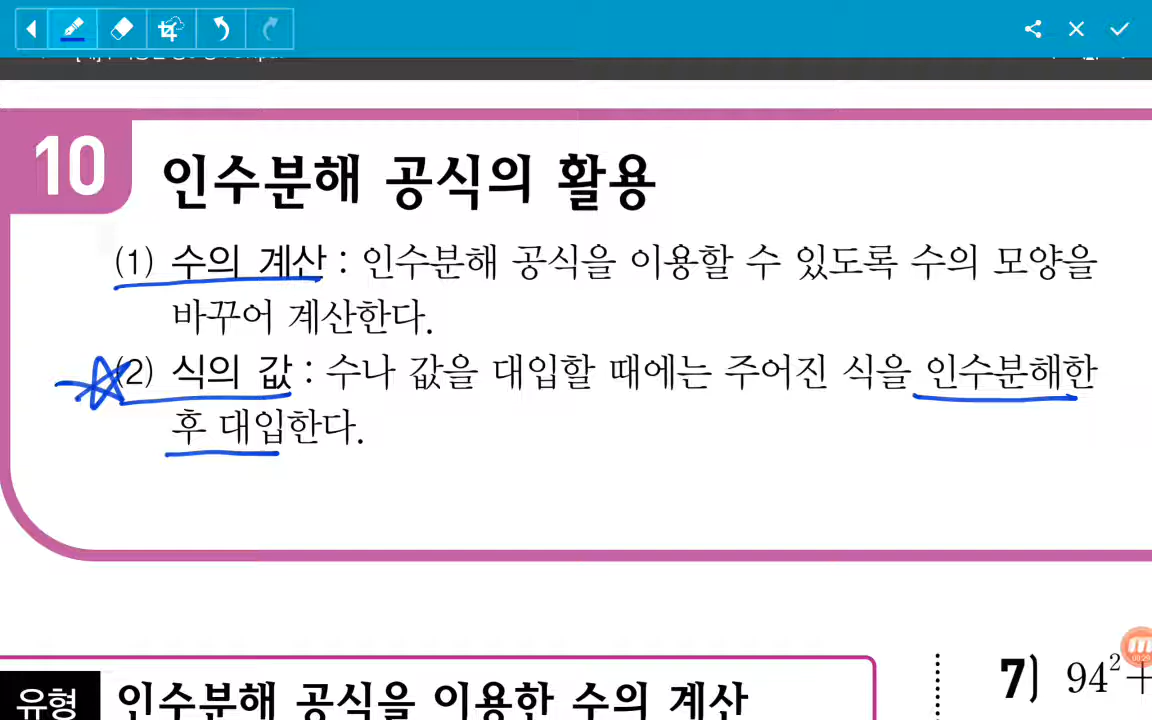 10
인수분해 공식의 활용
(1) 수의 계산 : 인수분해 공식을 이용할 수 있도록 수의 모양을
바꾸어 계산한다.
(2) 식의 값 : 수나 값을 대입할 때에는 주어진 식을 인수분해한
후 대입한다.
유형 인수분해 공식을 이용한 수의 계산
7) 94²+